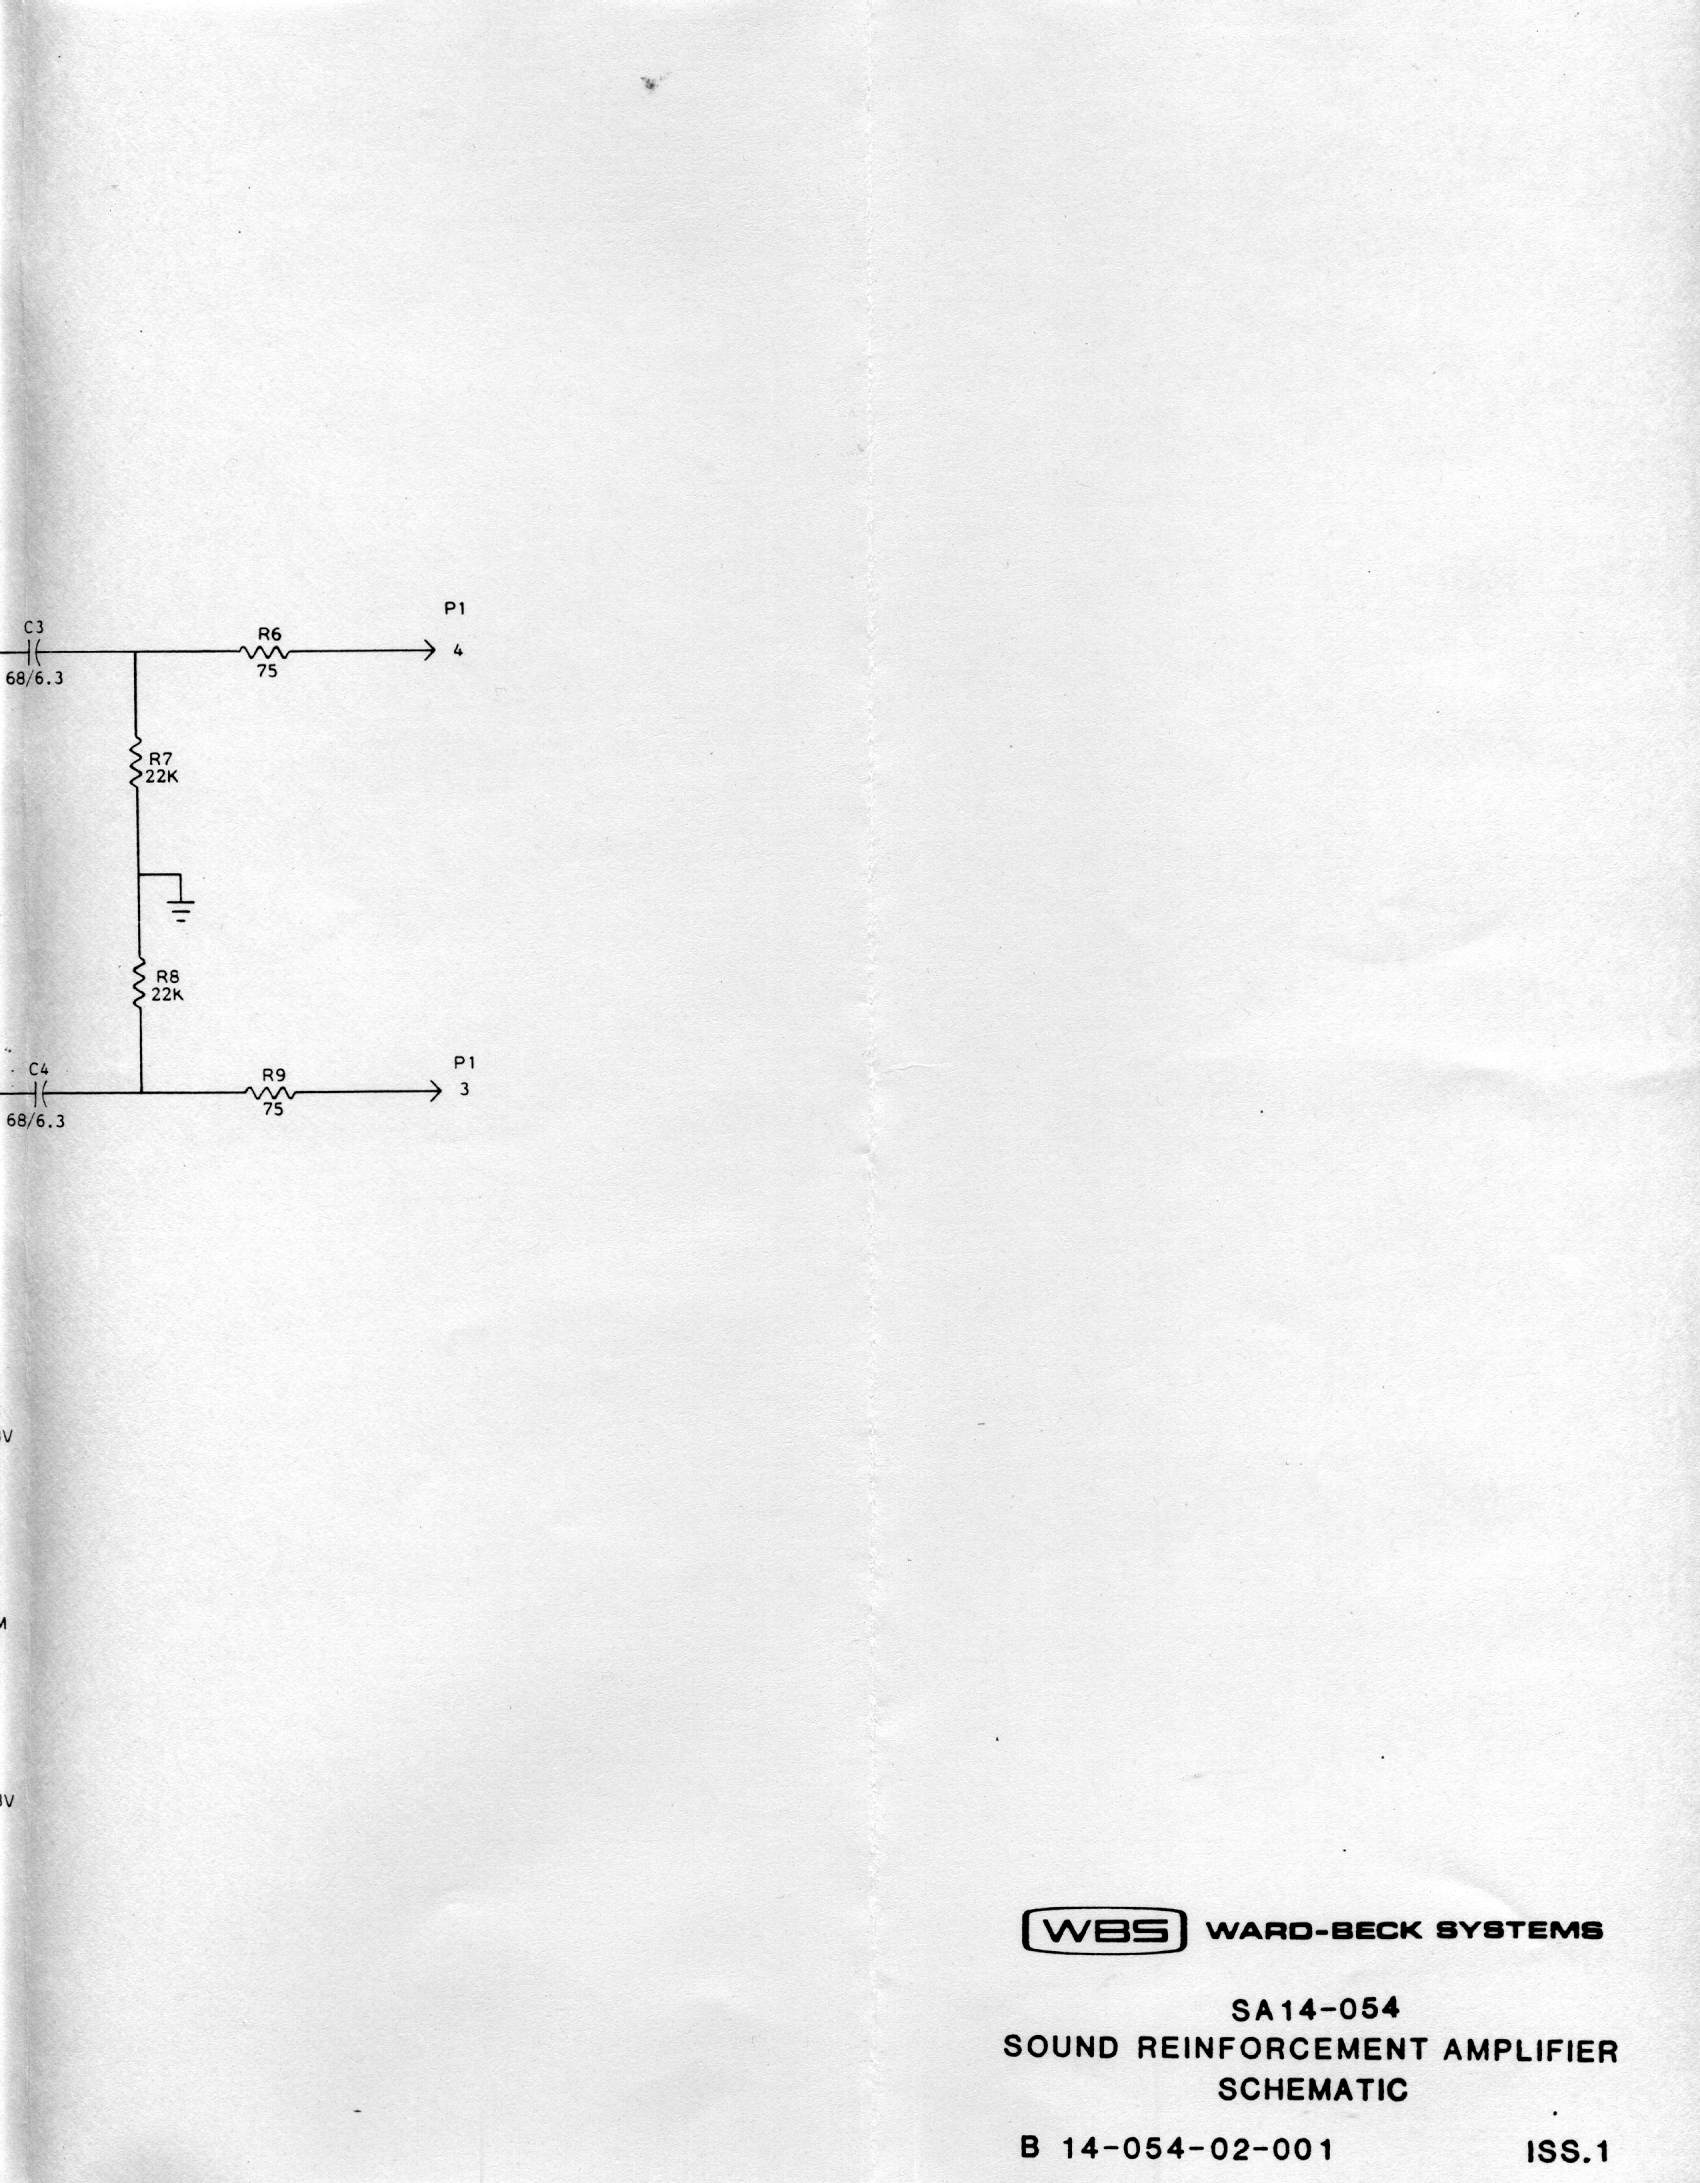 P1
C3
R6
4
68/6.3
75
R7
22K
R8
22K
P1
C4
R9
3
68/6.3
75
V
V
WBS WARD-BECK SYSTEMS
SA14-054
SOUND REINFORCEMENT AMPLIFIER
SCHEMATIC
B 14-054-02-001 ISS.1